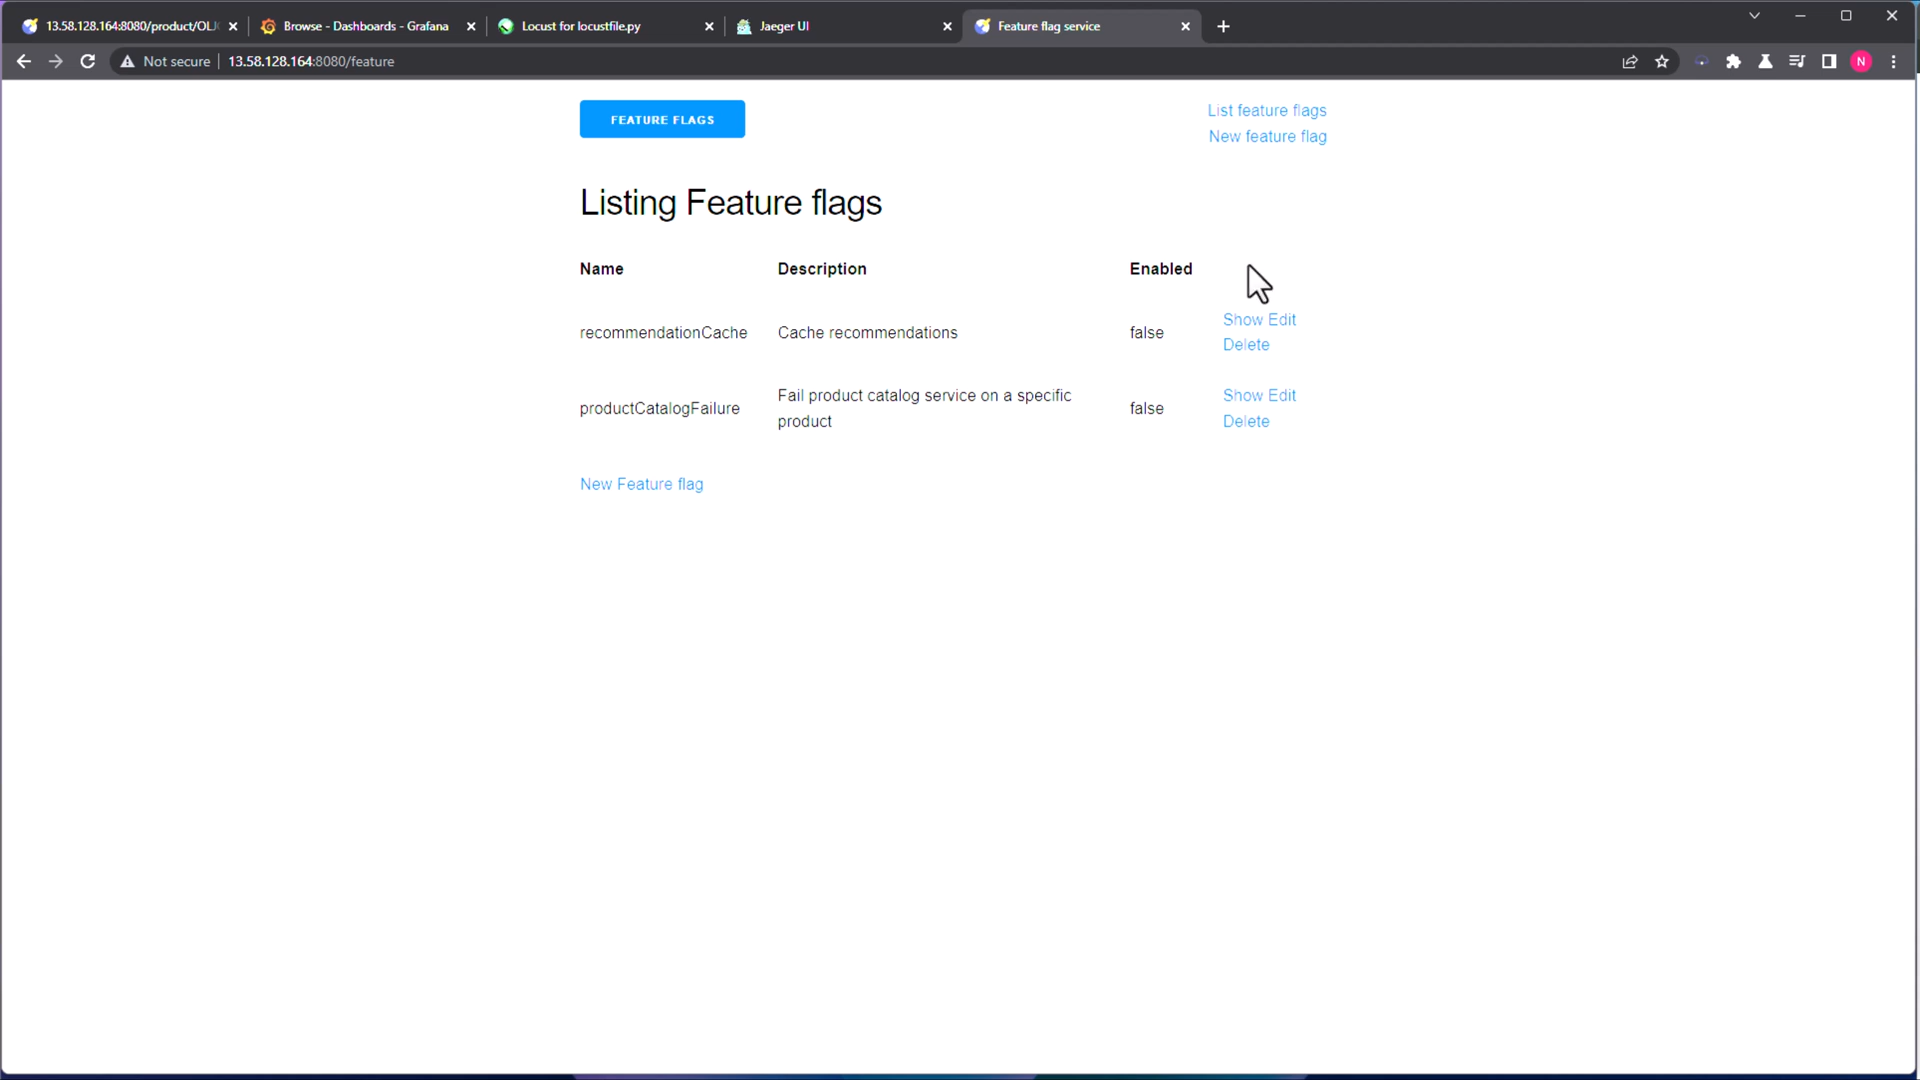 13.58.128.164:8080/product/OLJ
Browse - Dashboards - Grafana
Locust for locustfile.py
Jaeger UI
Feature flag service
Not secure
13.58.128.164:8080/feature
N
FEATURE FLAGS
List feature flags
New feature flag
Listing Feature flags
Name Description Enabled
recommendationCache Cache recommendations false Show Edit
Delete
productCatalogFailure Fail product catalog service on a specific
product false Show Edit
Delete
New Feature flag